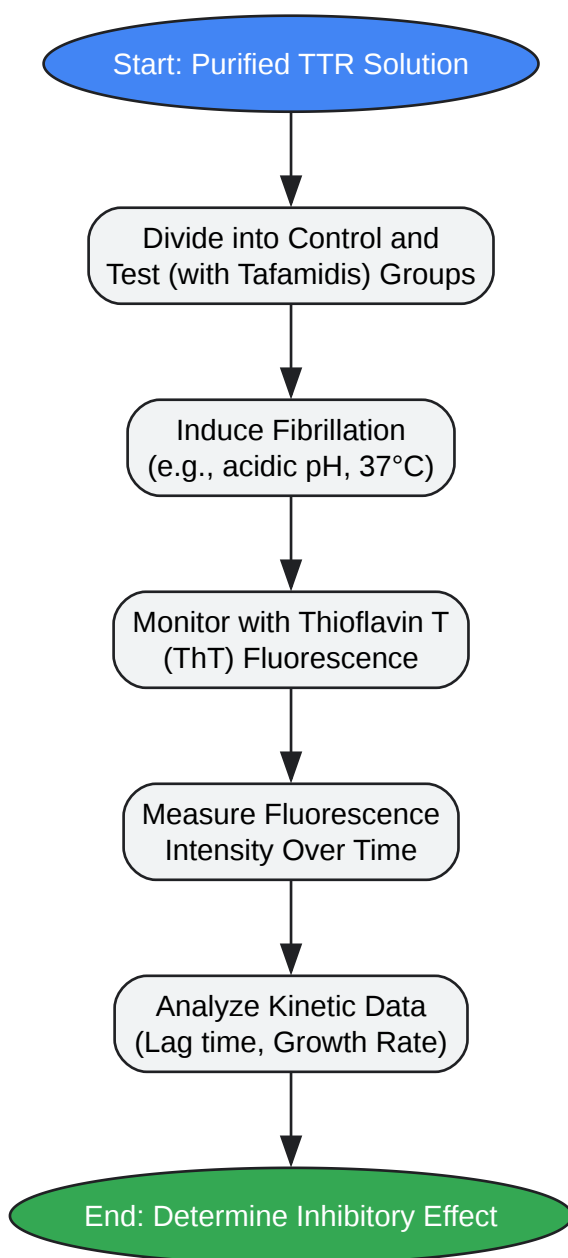 Start: Purified TTR Solution
Divide into Control and
Test (with Tafamidis) Groups
Induce Fibrillation
(e.g., acidic pH, 37°C)
Monitor with Thioflavin T
(ThT) Fluorescence
Measure Fluorescence
Intensity Over Time
Analyze Kinetic Data
(Lag time, Growth Rate)
End: Determine Inhibitory Effect